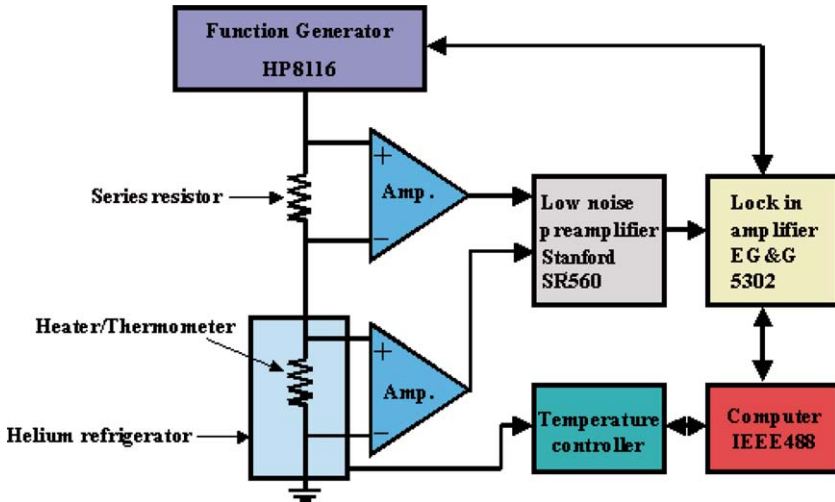 Function Generator
HP8116
+
Amp.
−
Series resistor
Low noise
preamplifier
Stanford
SR560
Lock in
amplifier
EG&G
5302
Heater/Thermometer
+
Amp.
−
Helium refrigerator
Temperature
controller
Computer
IEEE488